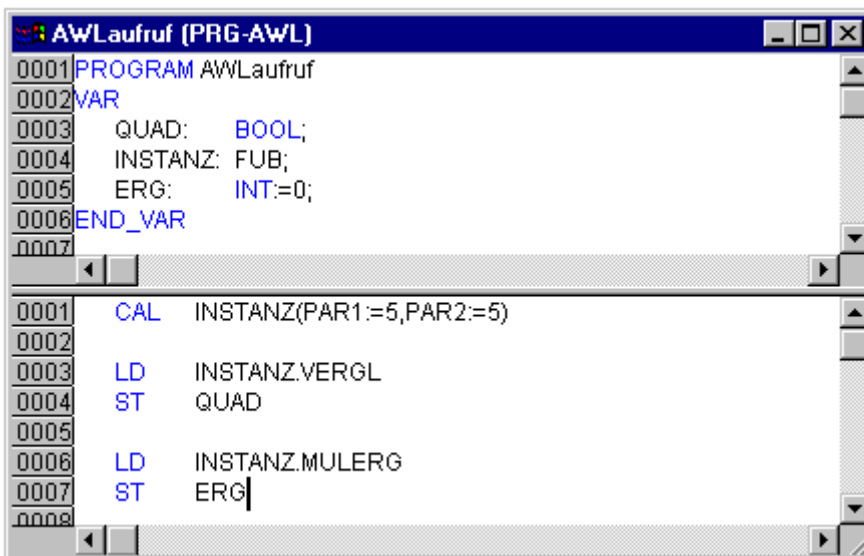 AWLaufruf (PRG-AWL)
0001 PROGRAM AWLaufruf
0002 VAR
0003 QUAD: BOOL;
0004 INSTANZ: FUB;
0005 ERG: INT:=0;
0006 END_VAR
0007
0001 CAL INSTANZ(PAR1:=5,PAR2:=5)
0002
0003 LD INSTANZ.VERGL
0004 ST QUAD
0005
0006 LD INSTANZ.MULERG
0007 ST ERG
0008